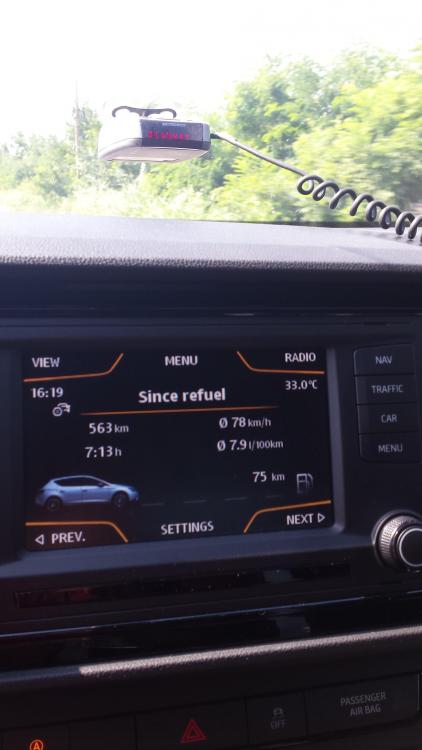 VIEW MENU RADIO
16:19 Since refuel 33.0°C
563 km Ø 78 km/h
7:13 h Ø 7.9 l/100km
75 km
◁ PREV. SETTINGS NEXT ▷
NAV
TRAFFIC
CAR
MENU
OFF
PASSENGER
AIR BAG
A